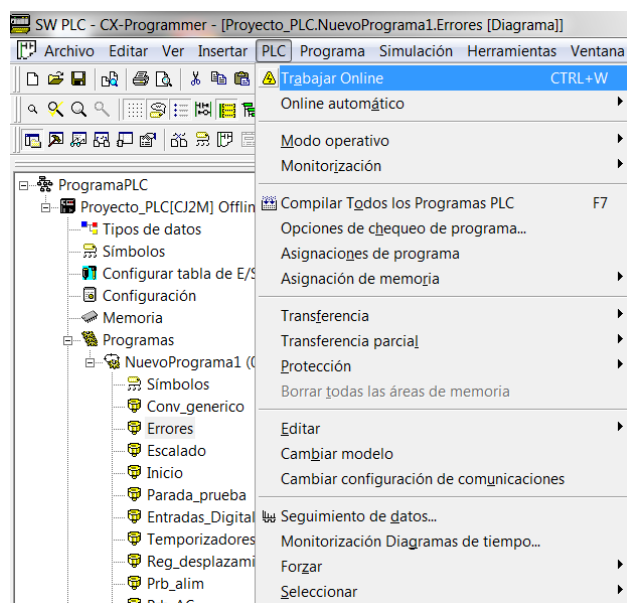 SW PLC - CX-Programmer - [Proyecto_PLC.NuevoPrograma1.Errores [Diagrama]]
Archivo Editar Ver Insertar PLC Programa Simulación Herramientas Ventana
Trabajar Online CTRL+W
Online automático
Modo operativo
Monitorización
Compilar Todos los Programas PLC F7
Opciones de chequeo de programa...
Asignaciones de programa
Asignación de memoria
Transferencia
Transferencia parcial
Protección
Borrar todas las áreas de memoria
Editar
Cambiar modelo
Cambiar configuración de comunicaciones
Seguimiento de datos...
Monitorización Diagramas de tiempo...
Forzar
Seleccionar
ProgramaPLC
Proyecto_PLC[CJ2M] Offlin
Tipos de datos
Símbolos
Configurar tabla de E/S
Configuración
Memoria
Programas
NuevoPrograma1 (0
Símbolos
Conv_generico
Errores
Escalado
Inicio
Parada_prueba
Entradas_Digital
Temporizadores
Reg_desplazami
Prb_alim